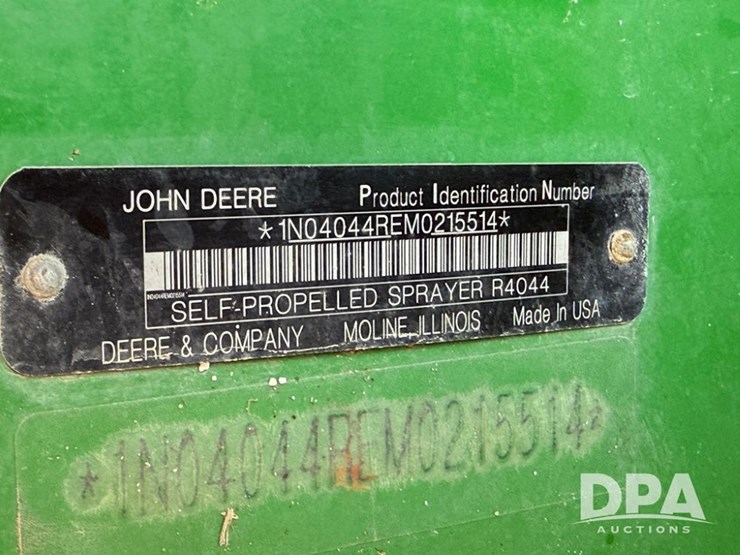 JOHN DEERE Product Identification Number
*1N04044REM0215514*
1N04044REM0215514
SELF-PROPELLED SPRAYER R4044
DEERE & COMPANY MOLINE, ILLINOIS Made In USA
*1N04044REM0215514*
DPA
AUCTIONS